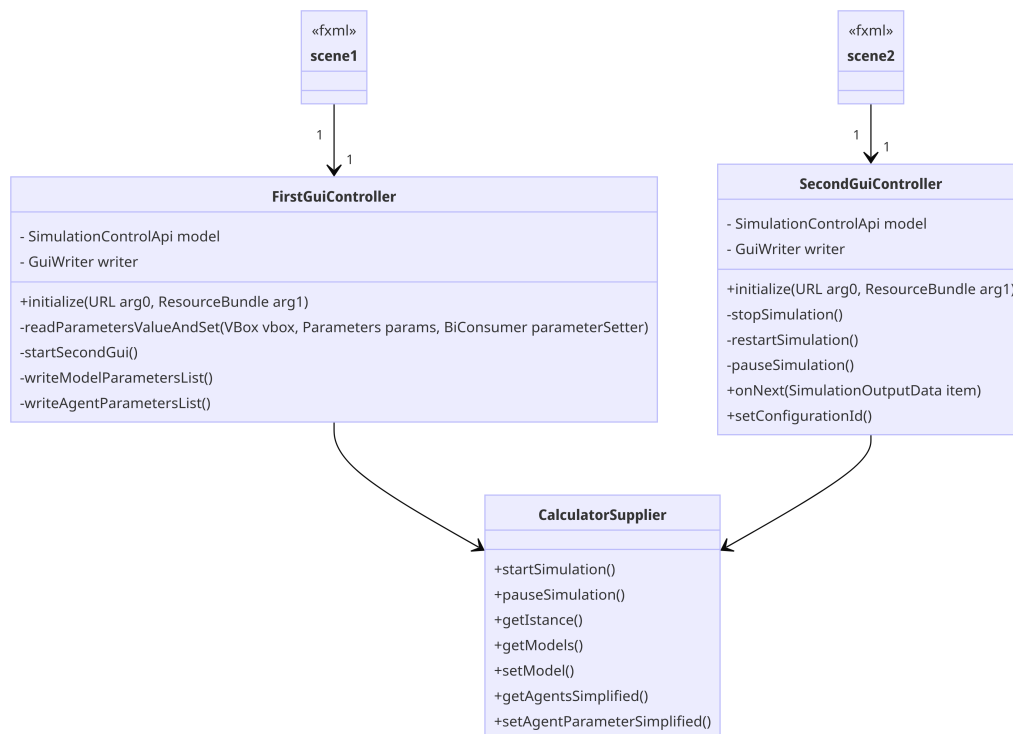 «fxml»
scene1
«fxml»
scene2
1
1
1
1
FirstGuiController
- SimulationControlApi model
- GuiWriter writer
+initialize(URL arg0, ResourceBundle arg1)
-readParametersValueAndSet(VBox vbox, Parameters params, BiConsumer parameterSetter)
-startSecondGui()
-writeModelParametersList()
-writeAgentParametersList()
SecondGuiController
- SimulationControlApi model
- GuiWriter writer
+initialize(URL arg0, ResourceBundle arg1)
-stopSimulation()
-restartSimulation()
-pauseSimulation()
+onNext(SimulationOutputData item)
+setConfigurationId()
CalculatorSupplier
+startSimulation()
+pauseSimulation()
+getIstance()
+getModels()
+setModel()
+getAgentsSimplified()
+setAgentParameterSimplified()